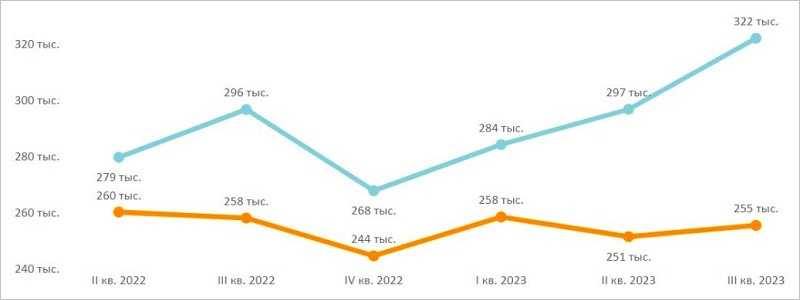 322 тыс.
320 тыс.
300 тыс.
296 тыс.
297 тыс.
284 тыс.
280 тыс.
279 тыс.
268 тыс.
260 тыс.
258 тыс.
258 тыс.
255 тыс.
260 тыс.
244 тыс.
251 тыс.
240 тыс.
II кв. 2022
III кв. 2022
IV кв. 2022
I кв. 2023
II кв. 2023
III кв. 2023